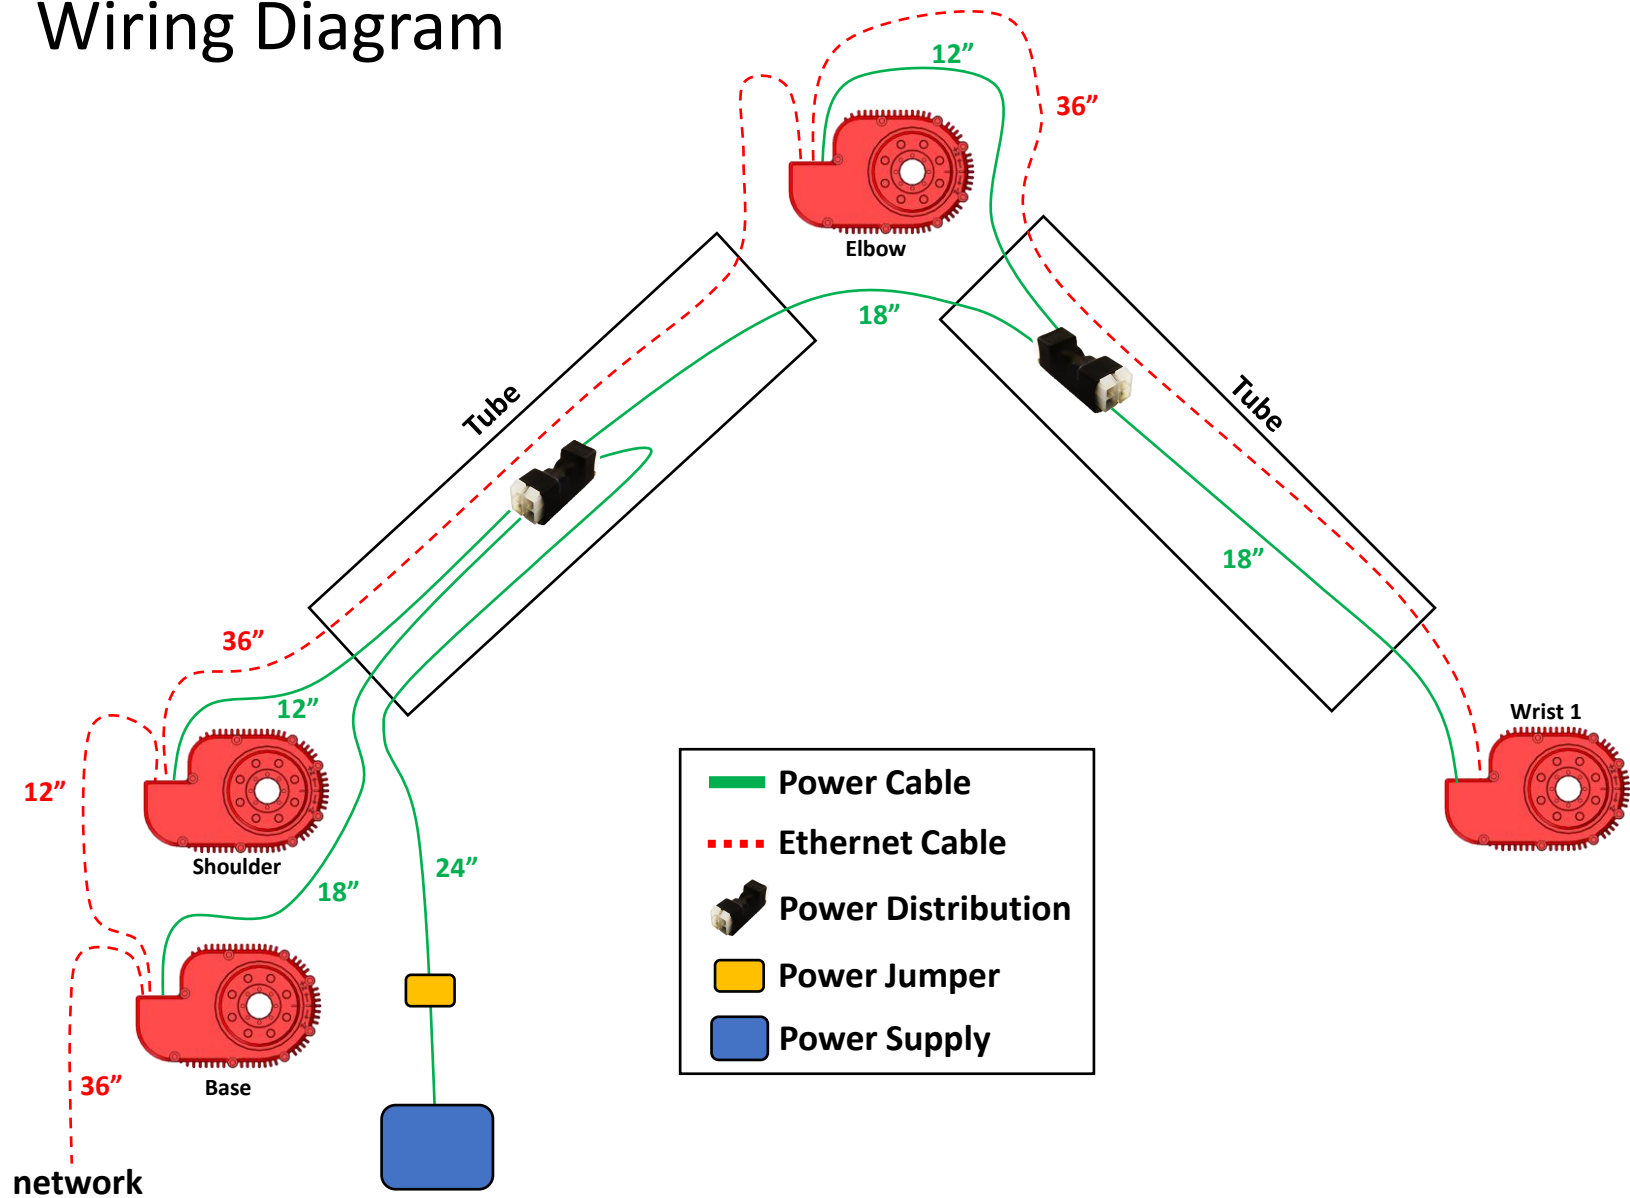 Wiring Diagram
12”
36”
Elbow
18”
Tube
Tube
18”
36”
12”
Wrist 1
12”
Shoulder
18”
24”
Base
36”
network
Power Cable
Ethernet Cable
Power Distribution
Power Jumper
Power Supply